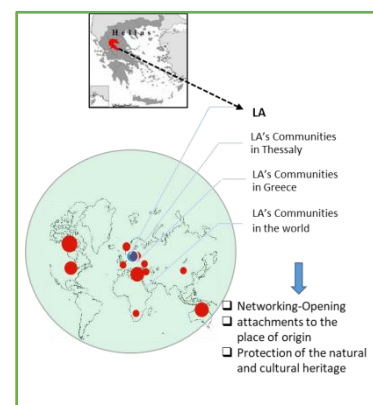 Hellas
LA
LA's Communities
in Thessaly
LA's Communities
in Greece
LA's Communities
in the world
Networking-Opening
attachments to the
place of origin
Protection of the natural
and cultural heritage